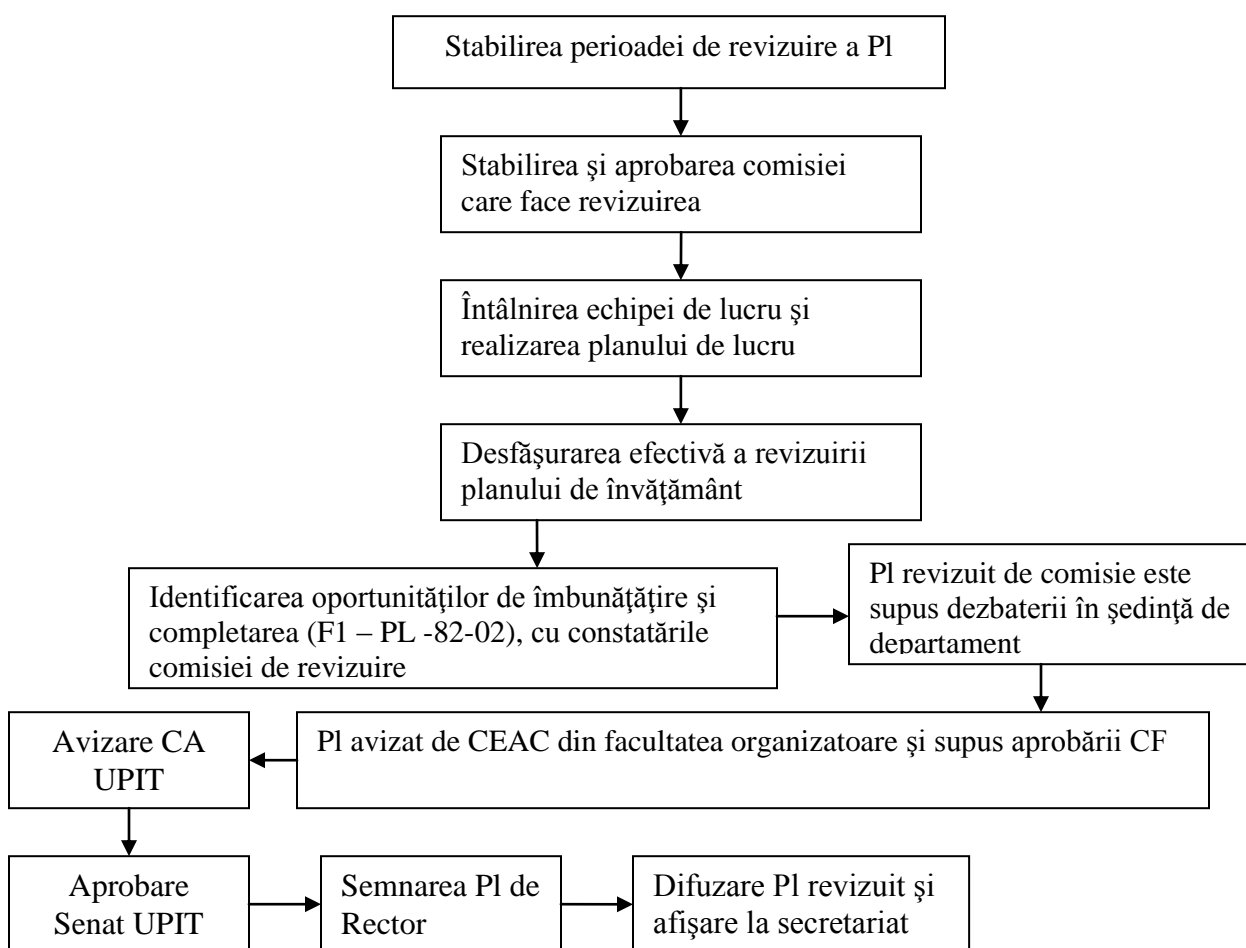 Stabilirea perioadei de revizuire a Pl
Stabilirea şi aprobarea comisiei
care face revizuirea
Întâlnirea echipei de lucru şi
realizarea planului de lucru
Desfăşurarea efectivă a revizuirii
planului de învăţământ
Identificarea oportunităţilor de îmbunătăţire şi
completarea (F1 – PL -82-02), cu constatările
comisiei de revizuire
Pl revizuit de comisie este
supus dezbaterii în şedinţă de
departament
Pl avizat de CEAC din facultatea organizatoare şi supus aprobării CF
Avizare CA
UPIT
Aprobare
Senat UPIT
Semnarea Pl de
Rector
Difuzare Pl revizuit şi
afişare la secretariat